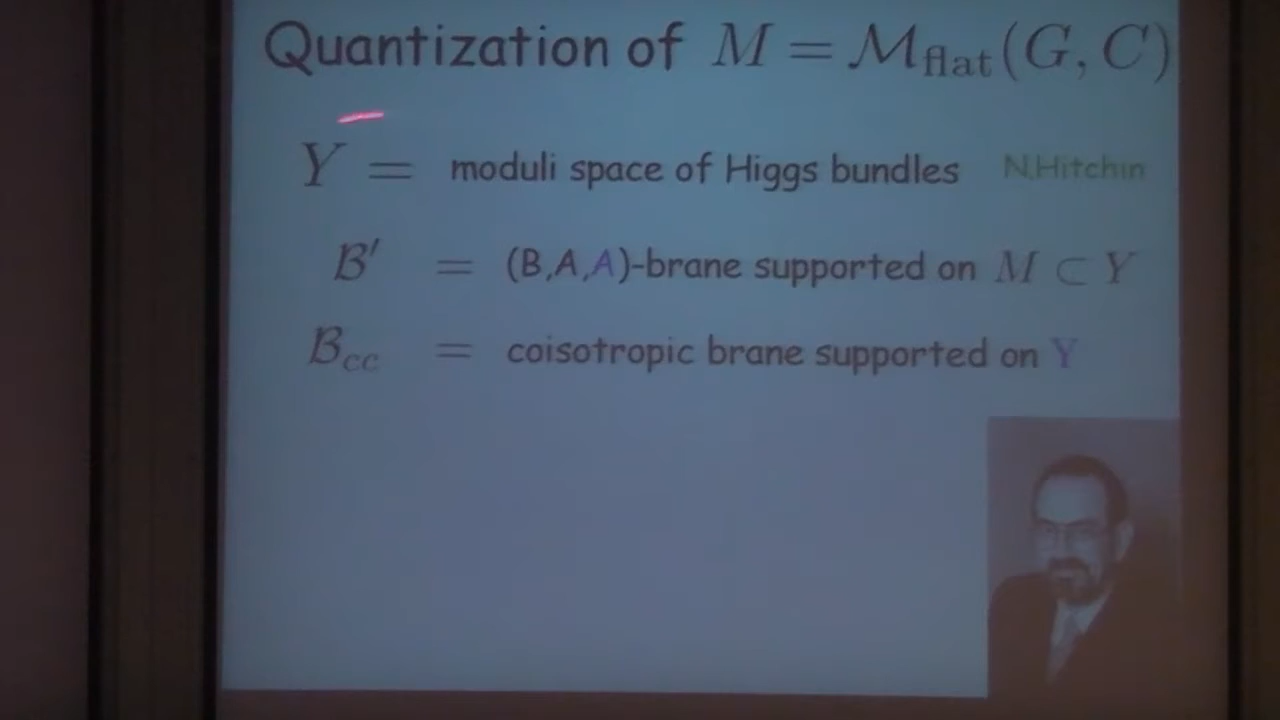 Quantization of M = M_flat(G, C)
Y = moduli space of Higgs bundles N.Hitchin
B' = (B,A,A)-brane supported on M ⊂ Y
B_cc = coisotropic brane supported on Y